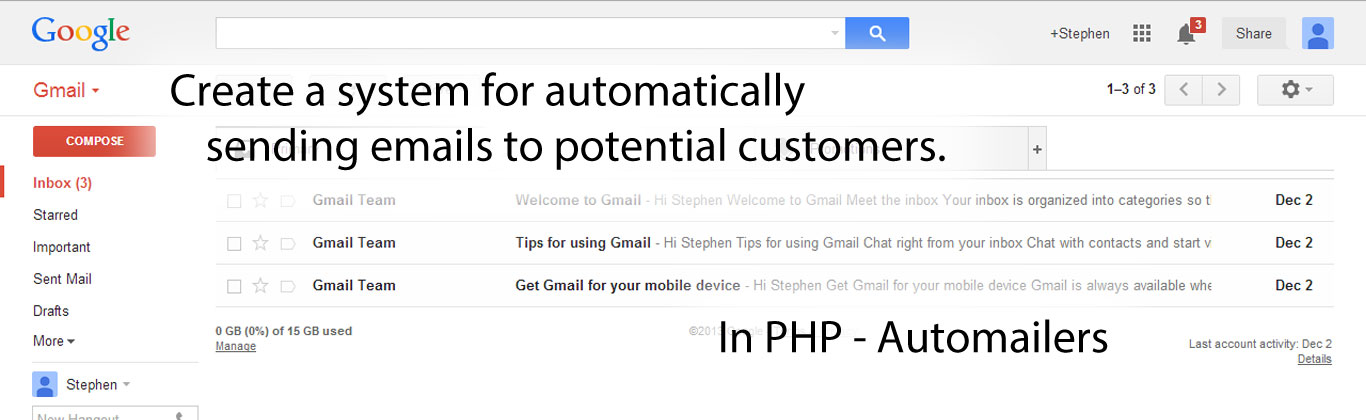 Google
+Stephen
3
Share
Gmail
Create a system for automatically
1–3 of 3
COMPOSE
sending emails to potential customers.
+
Inbox (3)
Starred
Important
Sent Mail
Drafts
More
Gmail Team Welcome to Gmail - Hi Stephen Welcome to Gmail Meet the inbox Your inbox is organized into categories so t Dec 2
Gmail Team Tips for using Gmail - Hi Stephen Tips for using Gmail Chat right from your inbox Chat with contacts and start v Dec 2
Gmail Team Get Gmail for your mobile device - Hi Stephen Get Gmail for your mobile device Gmail is always available whe Dec 2
0 GB (0%) of 15 GB used
Manage
In PHP - Automailers
Last account activity: Dec 2
Details
Stephen
New Hangout